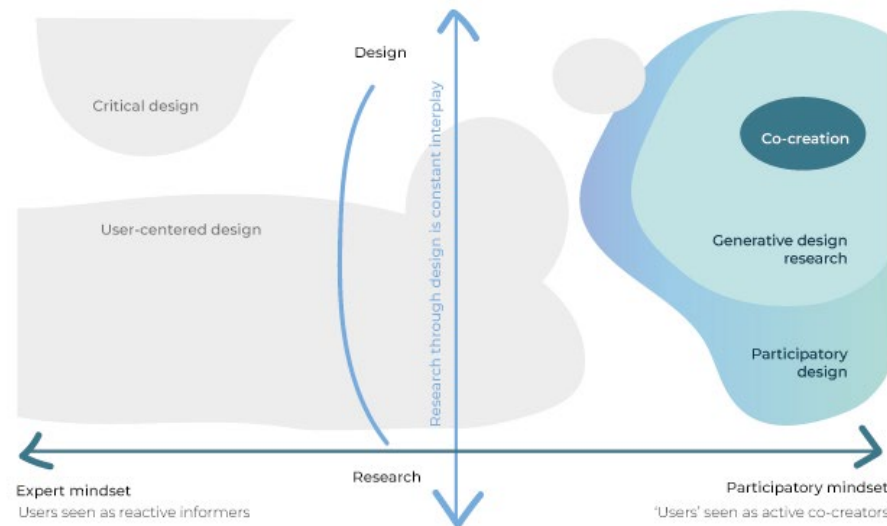 Design
Critical design
Research through design is constant interplay
Co-creation
User-centered design
Generative design
research
Participatory
design
Research
Expert mindset
Users seen as reactive informers
Participatory mindset
'Users' seen as active co-creators